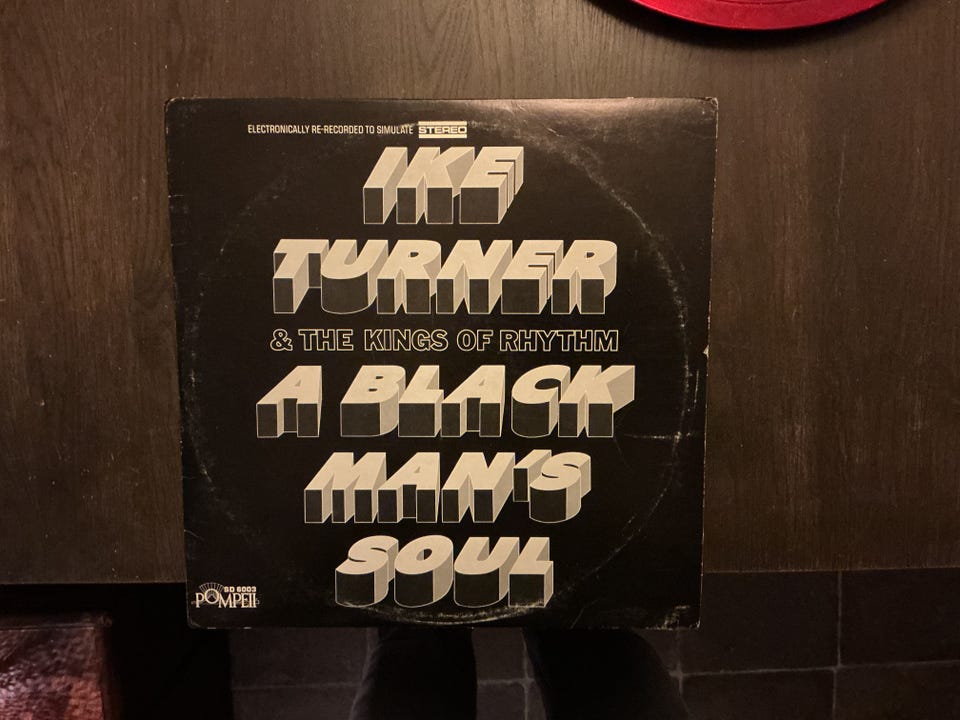 ELECTRONICALLY RE-RECORDED TO SIMULATE STEREO
IKE
TURNER
& THE KINGS OF RHYTHM
A BLACK
MAN'S
SOUL
SD 6003
POMPEII